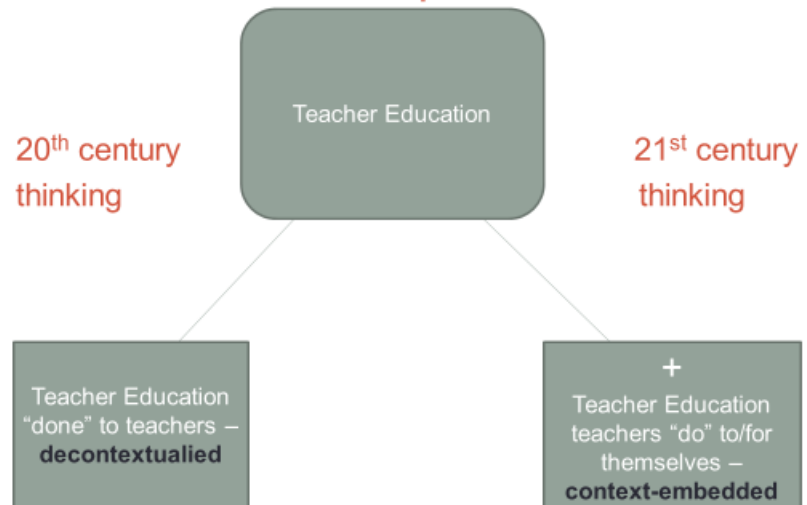 Teacher Education
20th century
thinking
21st century
thinking
Teacher Education
“done” to teachers –
decontextualied
+
Teacher Education
teachers “do” to/for
themselves –
context-embedded